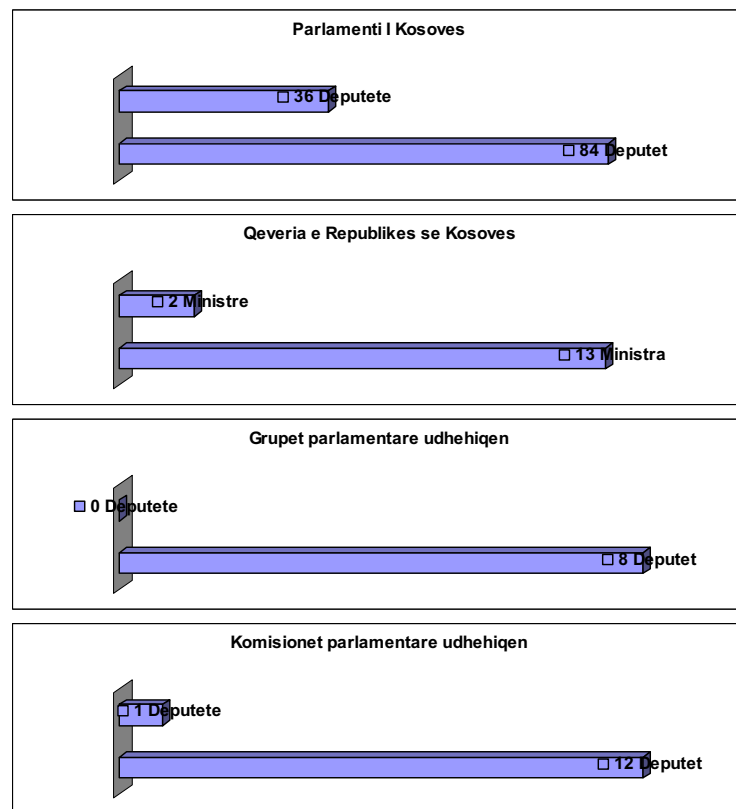 Parlamenti I Kosoves
36 Deputete
84 Deputet
Qeveria e Republikes se Kosoves
2 Ministre
13 Ministra
Grupet parlamentare udhehiqen
0 Deputete
8 Deputet
Komisionet parlamentare udhehiqen
1 Deputete
12 Deputet